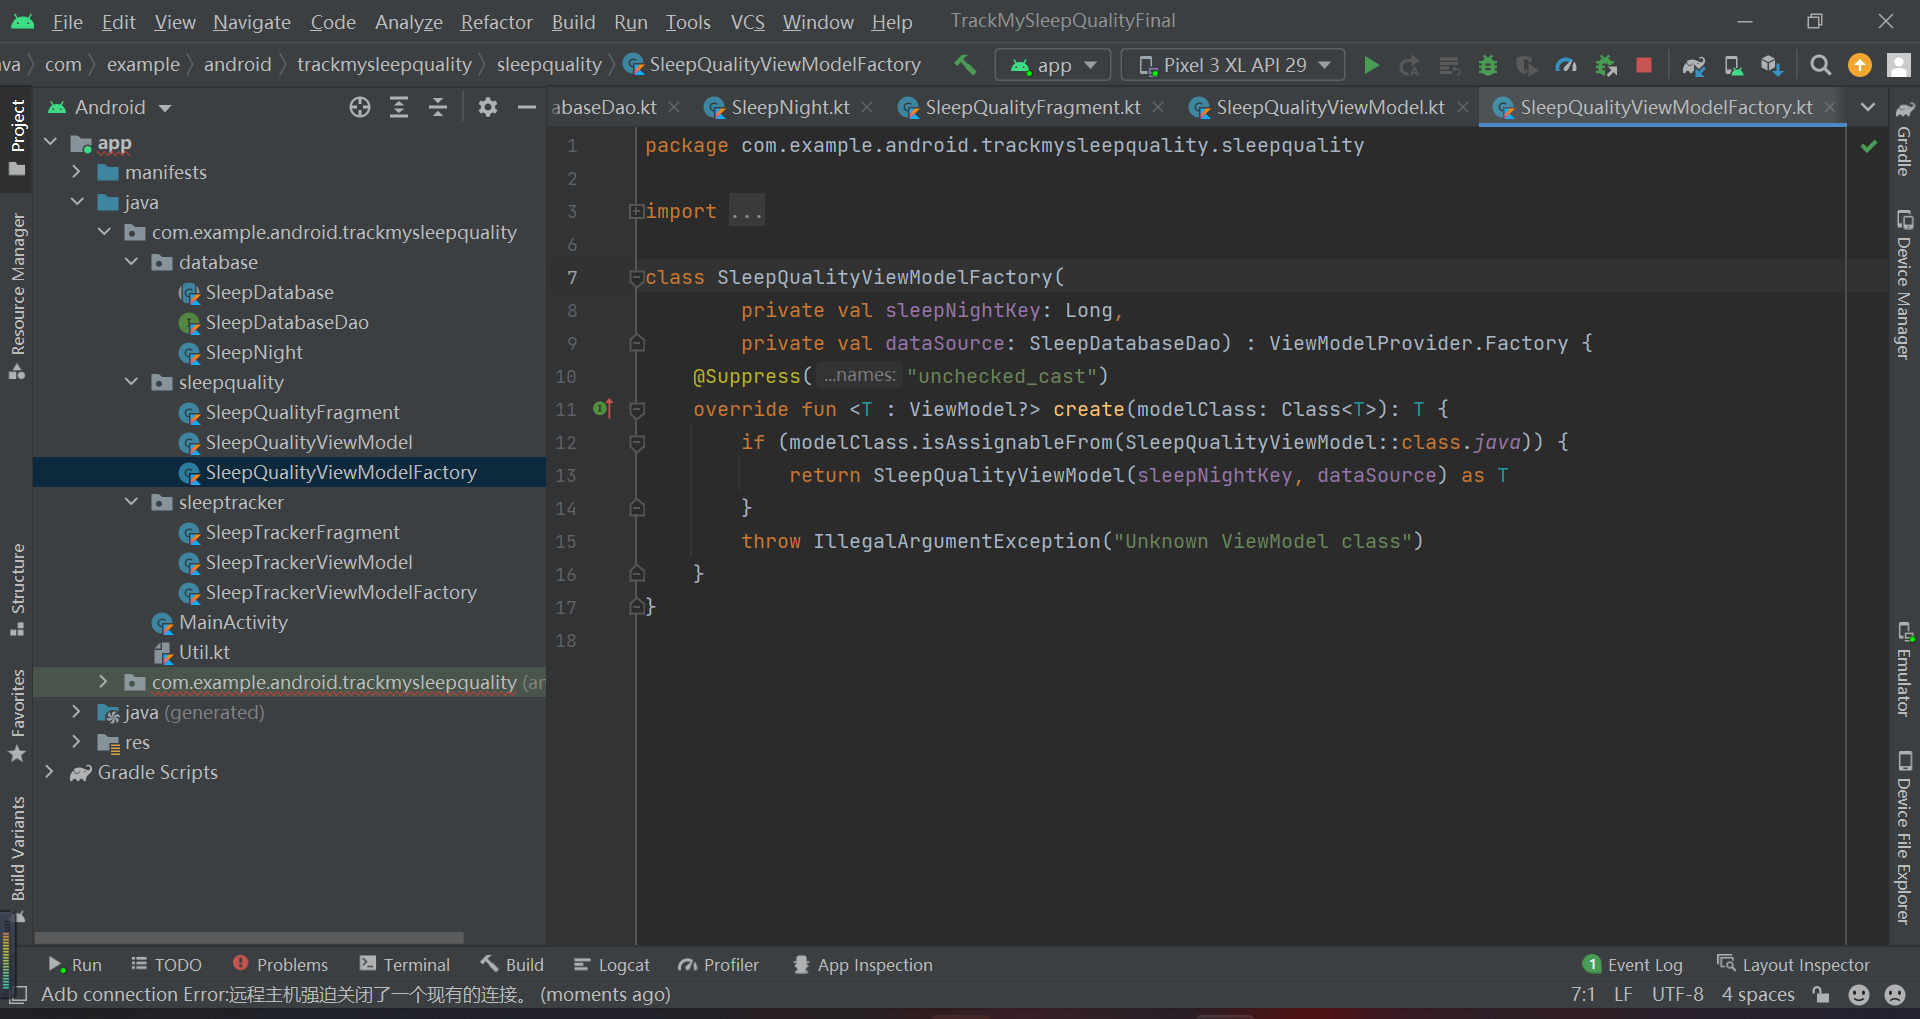 File Edit View Navigate Code Analyze Refactor Build Run Tools VCS Window Help TrackMySleepQualityFinal
va com example android trackmysleepquality sleepquality SleepQualityViewModelFactory app Pixel 3 XL API 29
Android
abaseDao.kt SleepNight.kt SleepQualityFragment.kt SleepQualityViewModel.kt SleepQualityViewModelFactory.kt
Project
Resource Manager
Structure
Favorites
Build Variants
app
manifests
java
com.example.android.trackmysleepquality
database
SleepDatabase
SleepDatabaseDao
SleepNight
sleepquality
SleepQualityFragment
SleepQualityViewModel
SleepQualityViewModelFactory
sleeptracker
SleepTrackerFragment
SleepTrackerViewModel
SleepTrackerViewModelFactory
MainActivity
Util.kt
com.example.android.trackmysleepquality (an
java (generated)
res
Gradle Scripts
1 package com.example.android.trackmysleepquality.sleepquality
2
3 import ...
6
7 class SleepQualityViewModelFactory(
8 private val sleepNightKey: Long,
9 private val dataSource: SleepDatabaseDao) : ViewModelProvider.Factory {
10 @Suppress( ...names: "unchecked_cast")
11 override fun <T : ViewModel?> create(modelClass: Class<T>): T {
12 if (modelClass.isAssignableFrom(SleepQualityViewModel::class.java)) {
13 return SleepQualityViewModel(sleepNightKey, dataSource) as T
14 }
15 throw IllegalArgumentException("Unknown ViewModel class")
16 }
17 }
18
Gradle
Device Manager
Emulator
Device File Explorer
Run TODO Problems Terminal Build Logcat Profiler App Inspection 1 Event Log Layout Inspector
Adb connection Error:远程主机强迫关闭了一个现有的连接。 (moments ago) 7:1 LF UTF-8 4 spaces